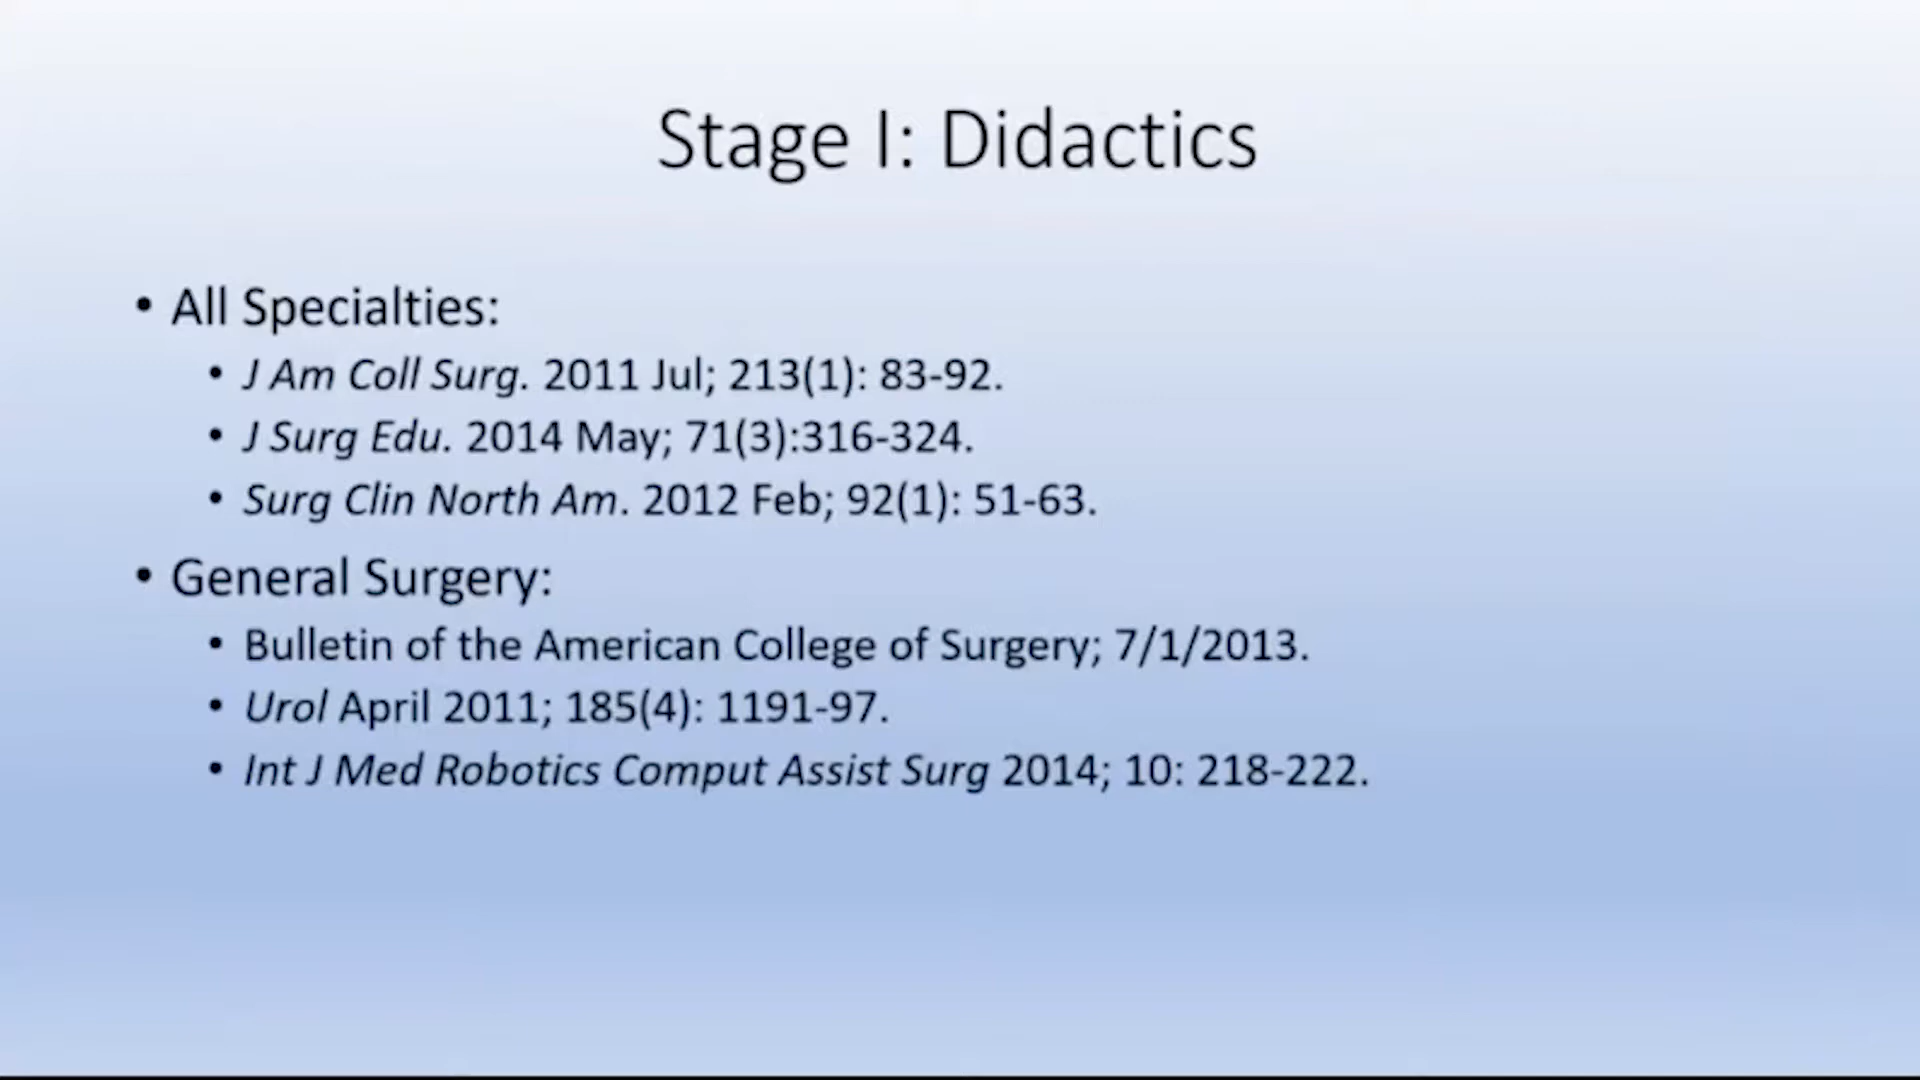 Stage I: Didactics
• All Specialties:
• J Am Coll Surg. 2011 Jul; 213(1): 83-92.
• J Surg Edu. 2014 May; 71(3):316-324.
• Surg Clin North Am. 2012 Feb; 92(1): 51-63.
• General Surgery:
• Bulletin of the American College of Surgery; 7/1/2013.
• Urol April 2011; 185(4): 1191-97.
• Int J Med Robotics Comput Assist Surg 2014; 10: 218-222.